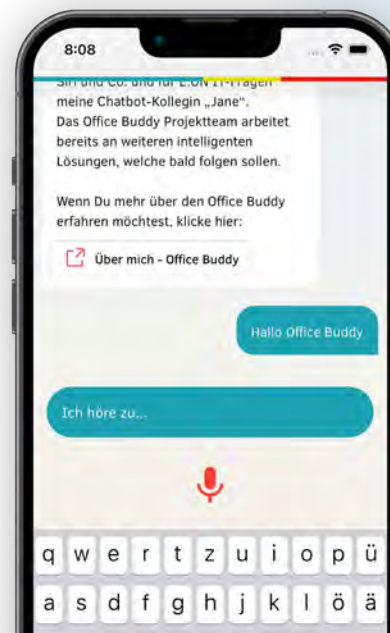 8:08
Siri und Co. und für E.ON IT-Fragen
meine Chatbot-Kollegin „Jane“.
Das Office Buddy Projektteam arbeitet
bereits an weiteren intelligenten
Lösungen, welche bald folgen sollen.
Wenn Du mehr über den Office Buddy
erfahren möchtest, klicke hier:
Über mich - Office Buddy
Hallo Office Buddy
Ich höre zu...
q w e r t z u i o p ü
a s d f g h j k l ö ä